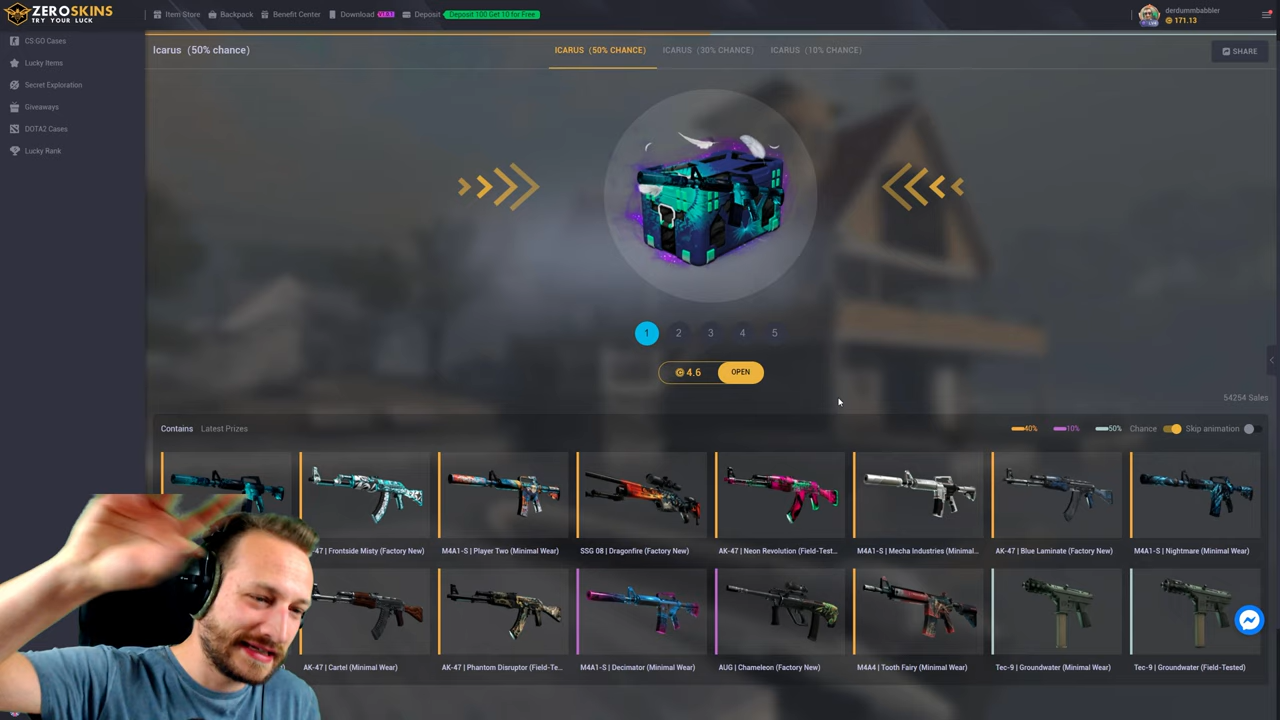 ZEROSKINS
TRY YOUR LUCK
Item Store
Backpack
Benefit Center
Download
Deposit
Deposit 100 Get 10 for Free
derdummbabbler
171.13
CS:GO Cases
Lucky Items
Secret Exploration
Giveaways
DOTA2 Cases
Lucky Rank
Icarus (50% chance)
ICARUS (50% CHANCE)
ICARUS (30% CHANCE)
ICARUS (10% CHANCE)
SHARE
1
2
3
4
5
4.6
OPEN
54254 Sales
Contains
Latest Prizes
40%
10%
50%
Chance
Skip animation
47 | Frontside Misty (Factory New)
M4A1-S | Player Two (Minimal Wear)
SSG 08 | Dragonfire (Factory New)
AK-47 | Neon Revolution (Field-Test...
M4A1-S | Mecha Industries (Minimal...
AK-47 | Blue Laminate (Factory New)
M4A1-S | Nightmare (Minimal Wear)
AK-47 | Cartel (Minimal Wear)
AK-47 | Phantom Disruptor (Field-Te...
M4A1-S | Decimator (Minimal Wear)
AUG | Chameleon (Factory New)
M4A4 | Tooth Fairy (Minimal Wear)
Tec-9 | Groundwater (Minimal Wear)
Tec-9 | Groundwater (Field-Tested)